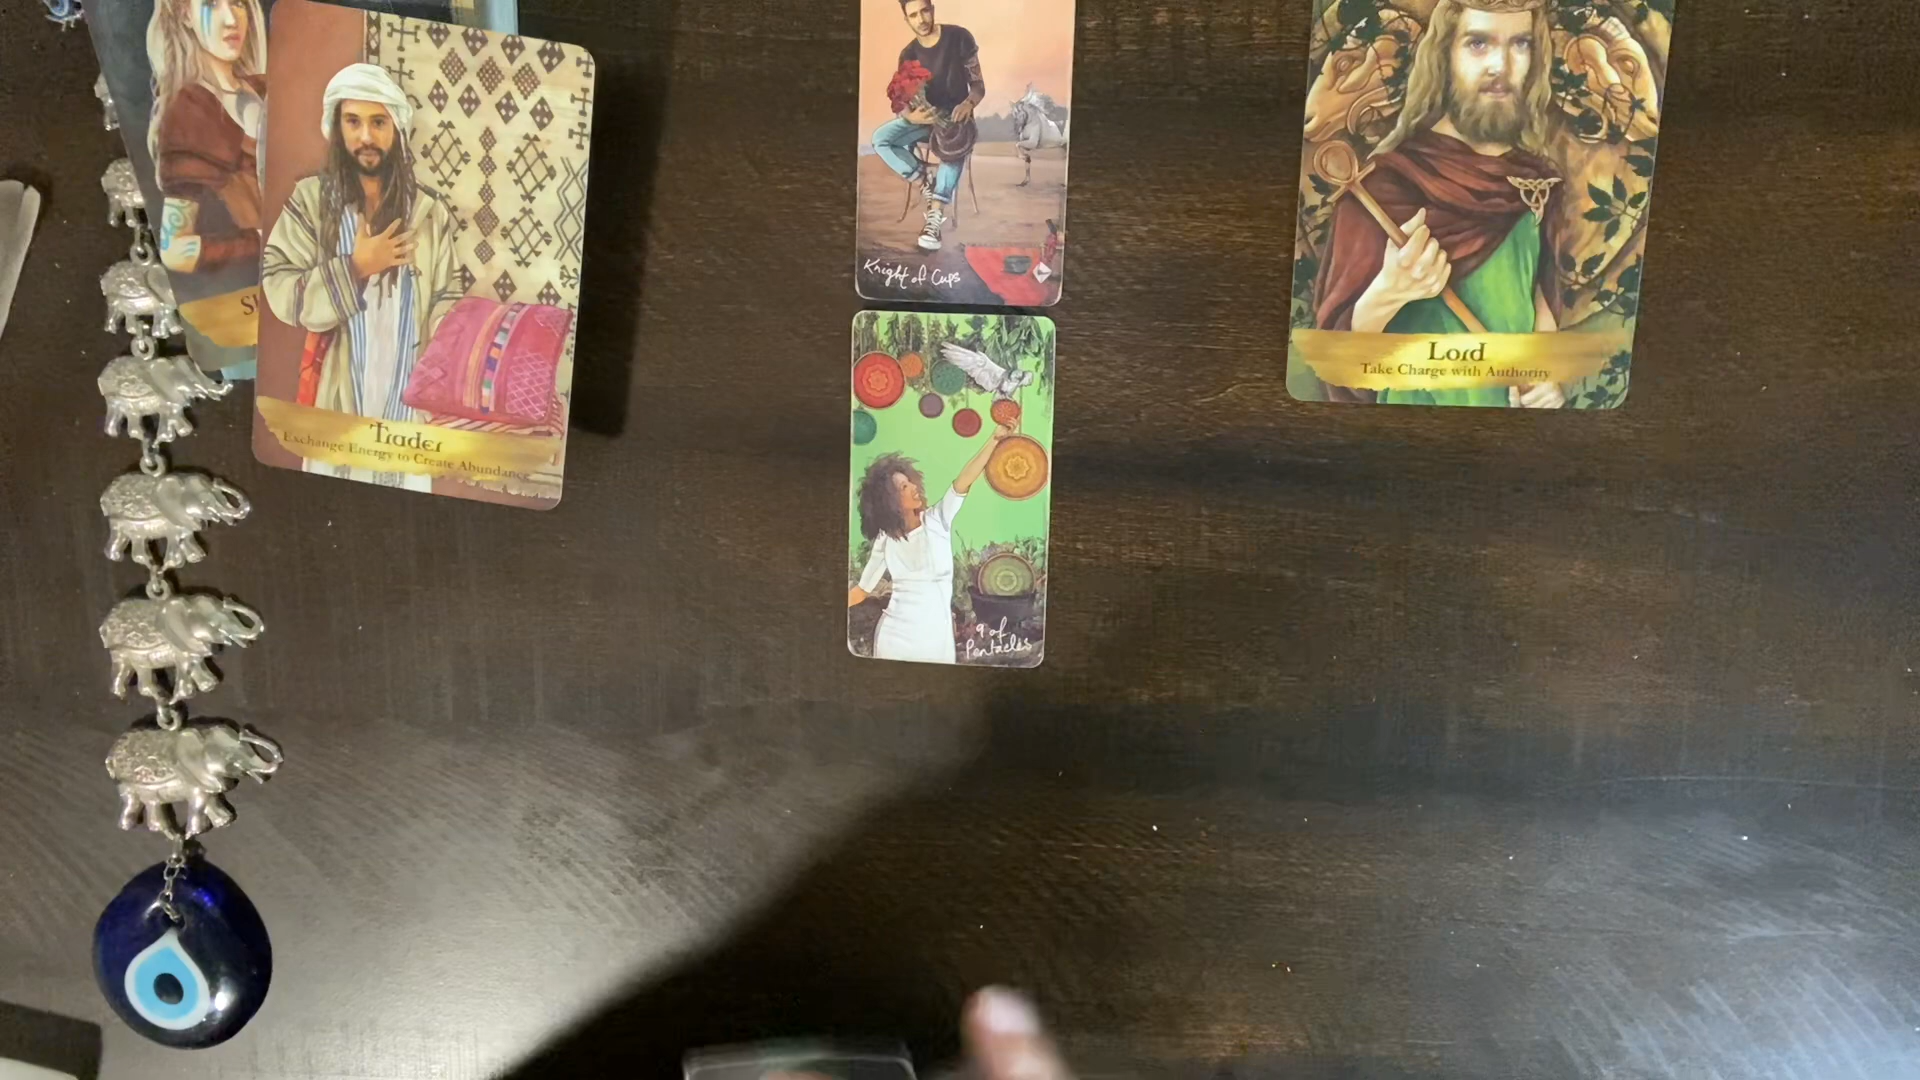 Trader
Exchange Energy to Create Abundance
Knight of Cups
9 of
Pentacles
Lord
Take Charge with Authority